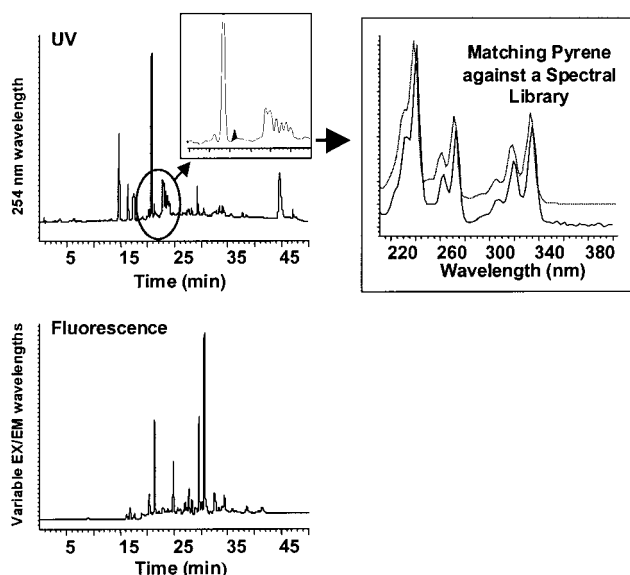 UV
254 nm wavelength
5 15 25 35 45
Time (min)
Matching Pyrene
against a Spectral
Library
220 260 300 340 380
Wavelength (nm)
Fluorescence
Variable EX/EM wavelengths
5 15 25 35 45
Time (min)